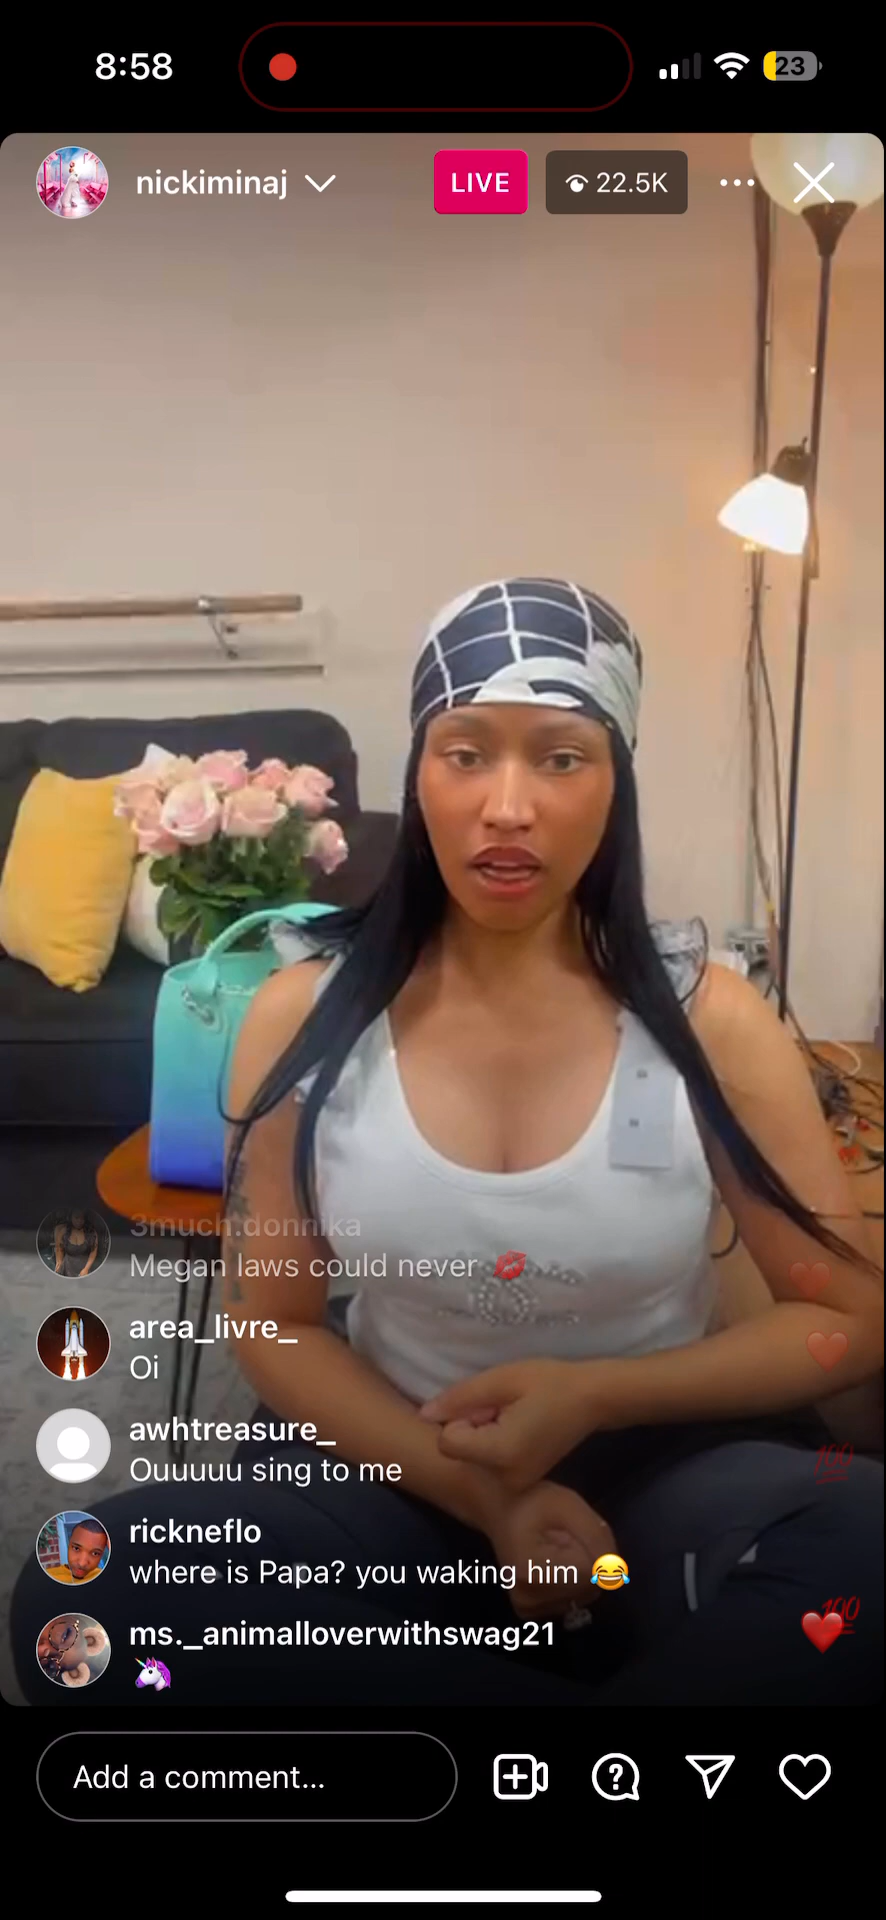 8:58
23
nickiminaj
LIVE
22.5K
3much.donnika
Megan laws could never 💋
area_livre_
Oi
awhtreasure_
Ouuuuu sing to me
rickneflo
where is Papa? you waking him 😂
ms._animalloverwithswag21
🦄
Add a comment...